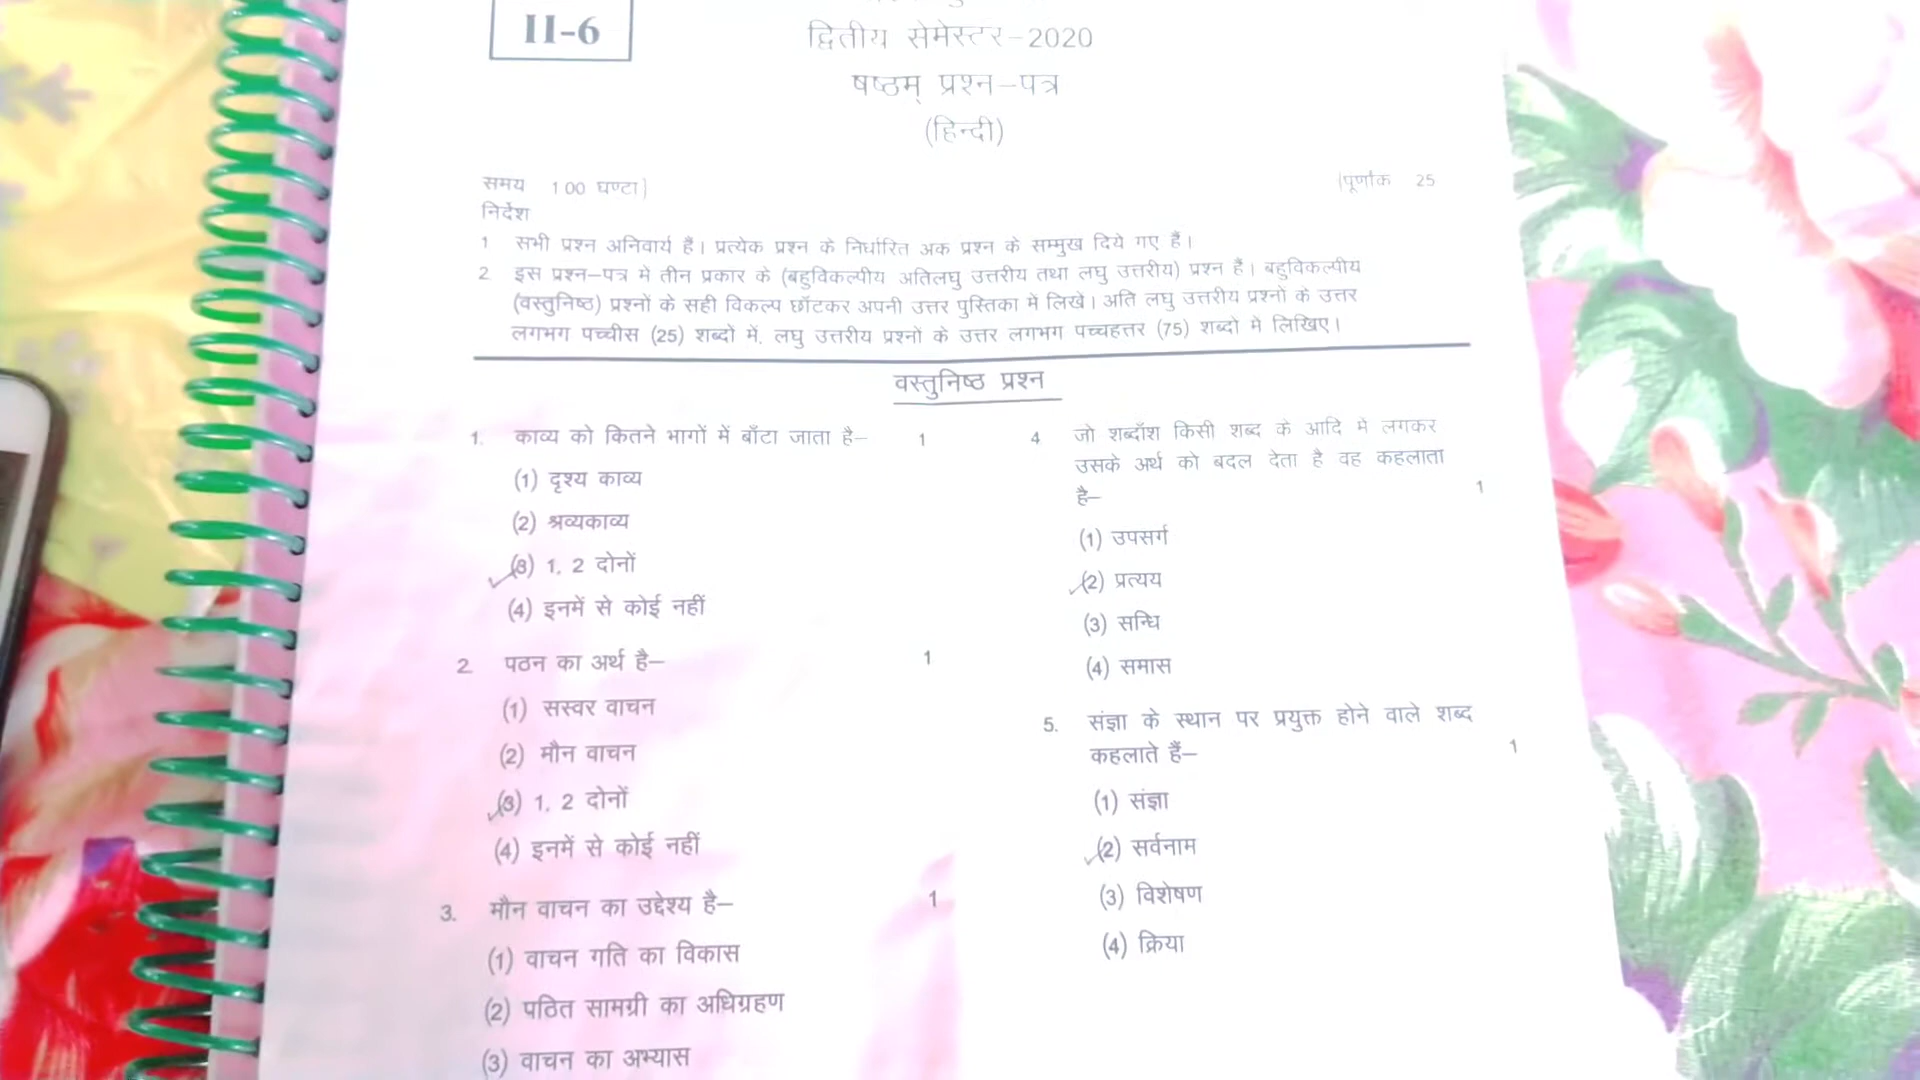 II-6
द्वितीय सेमेस्टर-2020
षष्ठम् प्रश्न-पत्र
(हिन्दी)
समय 1 00 घण्टा]
[पूर्णांक 25
निर्देश
1 सभी प्रश्न अनिवार्य हैं। प्रत्येक प्रश्न के निर्धारित अक प्रश्न के सम्मुख दिये गए हैं।
2 इस प्रश्न-पत्र मे तीन प्रकार के (बहुविकल्पीय अतिलघु उत्तरीय तथा लघु उत्तरीय) प्रश्न हैं। बहुविकल्पीय
(वस्तुनिष्ठ) प्रश्नों के सही विकल्प छॉटकर अपनी उत्तर पुस्तिका मे लिखे। अति लघु उत्तरीय प्रश्नों के उत्तर
लगभग पच्चीस (25) शब्दों में. लघु उत्तरीय प्रश्नों के उत्तर लगभग पच्चहत्तर (75) शब्दो मे लिखिए।
वस्तुनिष्ठ प्रश्न
1. काव्य को कितने भागों में बाँटा जाता है— 1
(1) दृश्य काव्य
(2) श्रव्यकाव्य
(3) 1, 2 दोनों
(4) इनमें से कोई नहीं
2 पठन का अर्थ है— 1
(1) सस्वर वाचन
(2) मौन वाचन
(3) 1, 2 दोनों
(4) इनमें से कोई नहीं
3. मौन वाचन का उद्देश्य है— 1
(1) वाचन गति का विकास
(2) पठित सामग्री का अधिग्रहण
(3) वाचन का अभ्यास
4 जो शब्दाँश किसी शब्द के आदि मे लगकर
उसके अर्थ को बदल देता है वह कहलाता
है— 1
(1) उपसर्ग
(2) प्रत्यय
(3) सन्धि
(4) समास
5. संज्ञा के स्थान पर प्रयुक्त होने वाले शब्द
कहलाते हैं— 1
(1) संज्ञा
(2) सर्वनाम
(3) विशेषण
(4) क्रिया